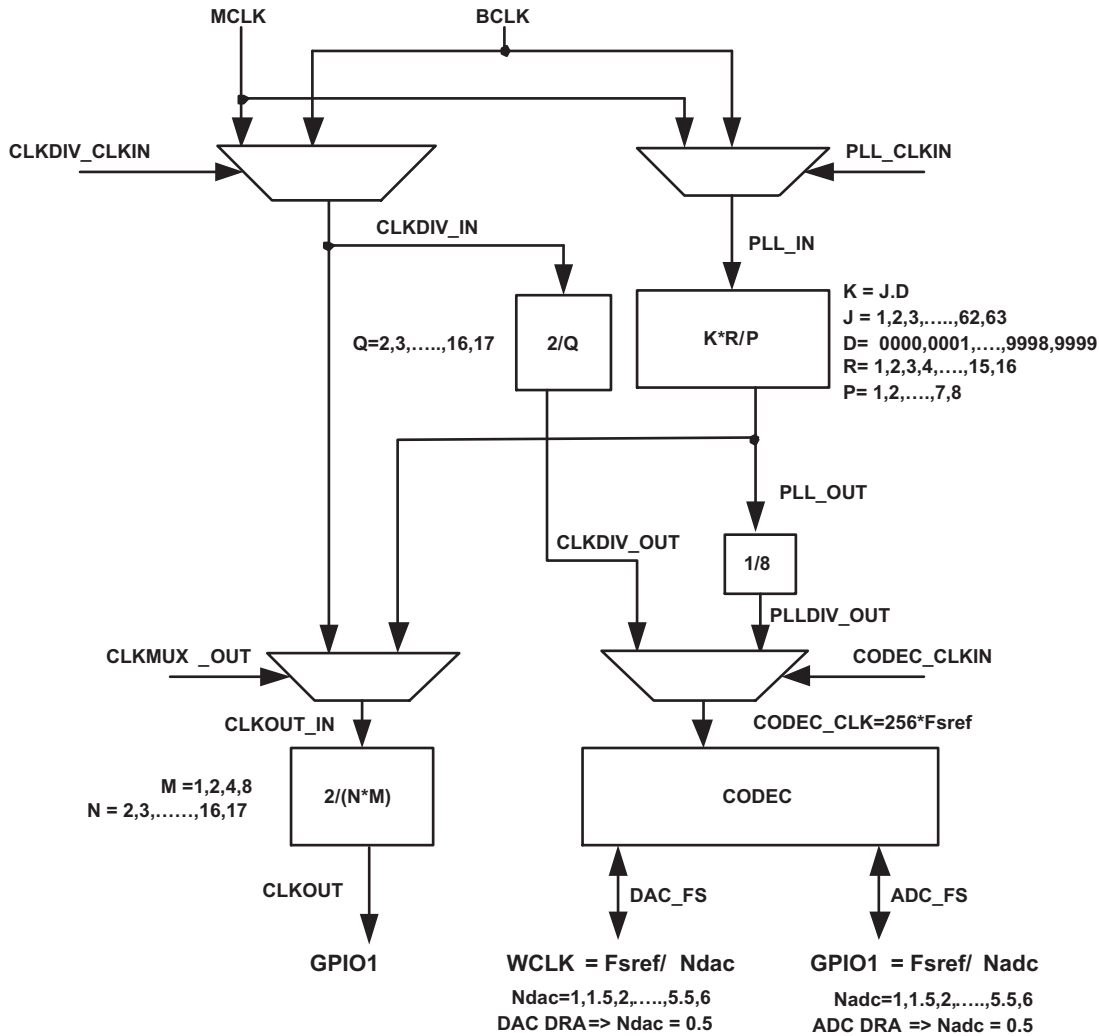 MCLK
BCLK
CLKDIV_CLKIN
PLL_CLKIN
CLKDIV_IN
PLL_IN
K = J.D
J = 1,2,3,…..,62,63
D= 0000,0001,….,9998,9999
R= 1,2,3,4,….,15,16
P= 1,2,….,7,8
Q=2,3,…..,16,17
2/Q
K*R/P
PLL_OUT
CLKDIV_OUT
1/8
PLLDIV_OUT
CLKMUX _OUT
CODEC_CLKIN
CLKOUT_IN
CODEC_CLK=256*Fsref
M =1,2,4,8
N = 2,3,……,16,17
2/(N*M)
CODEC
CLKOUT
DAC_FS
ADC_FS
GPIO1
WCLK = Fsref/ Ndac
GPIO1 = Fsref/ Nadc
Ndac=1,1.5,2,…..,5.5,6
Nadc=1,1.5,2,…..,5.5,6
DAC DRA => Ndac = 0.5
ADC DRA => Nadc = 0.5